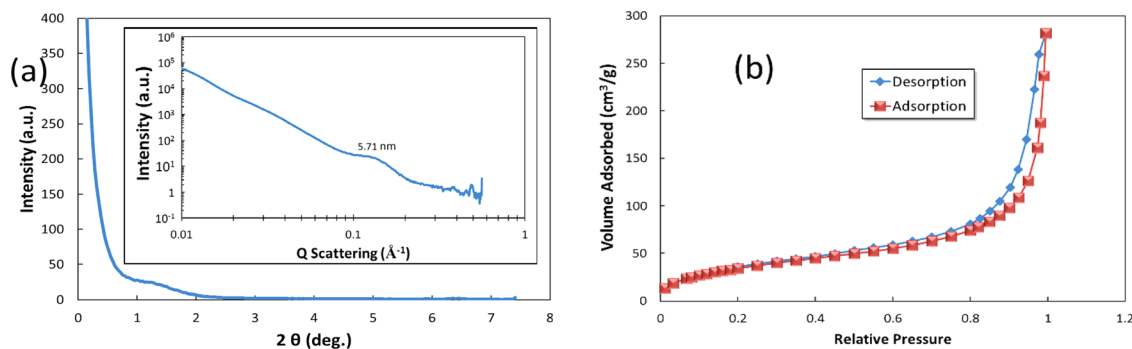 (a)
Intensity (a.u.)
400
350
300
250
200
150
100
50
0
0 1 2 3 4 5 6 7 8
2 θ (deg.)
Intensity (a.u.)
10⁶
10⁵
10⁴
10³
10²
10¹
1
10⁻¹
5.71 nm
0.01 0.1 1
Q Scattering (Å⁻¹)
(b)
Volume Adsorbed (cm³/g)
300
250
200
150
100
50
0
Desorption
Adsorption
0 0.2 0.4 0.6 0.8 1 1.2
Relative Pressure